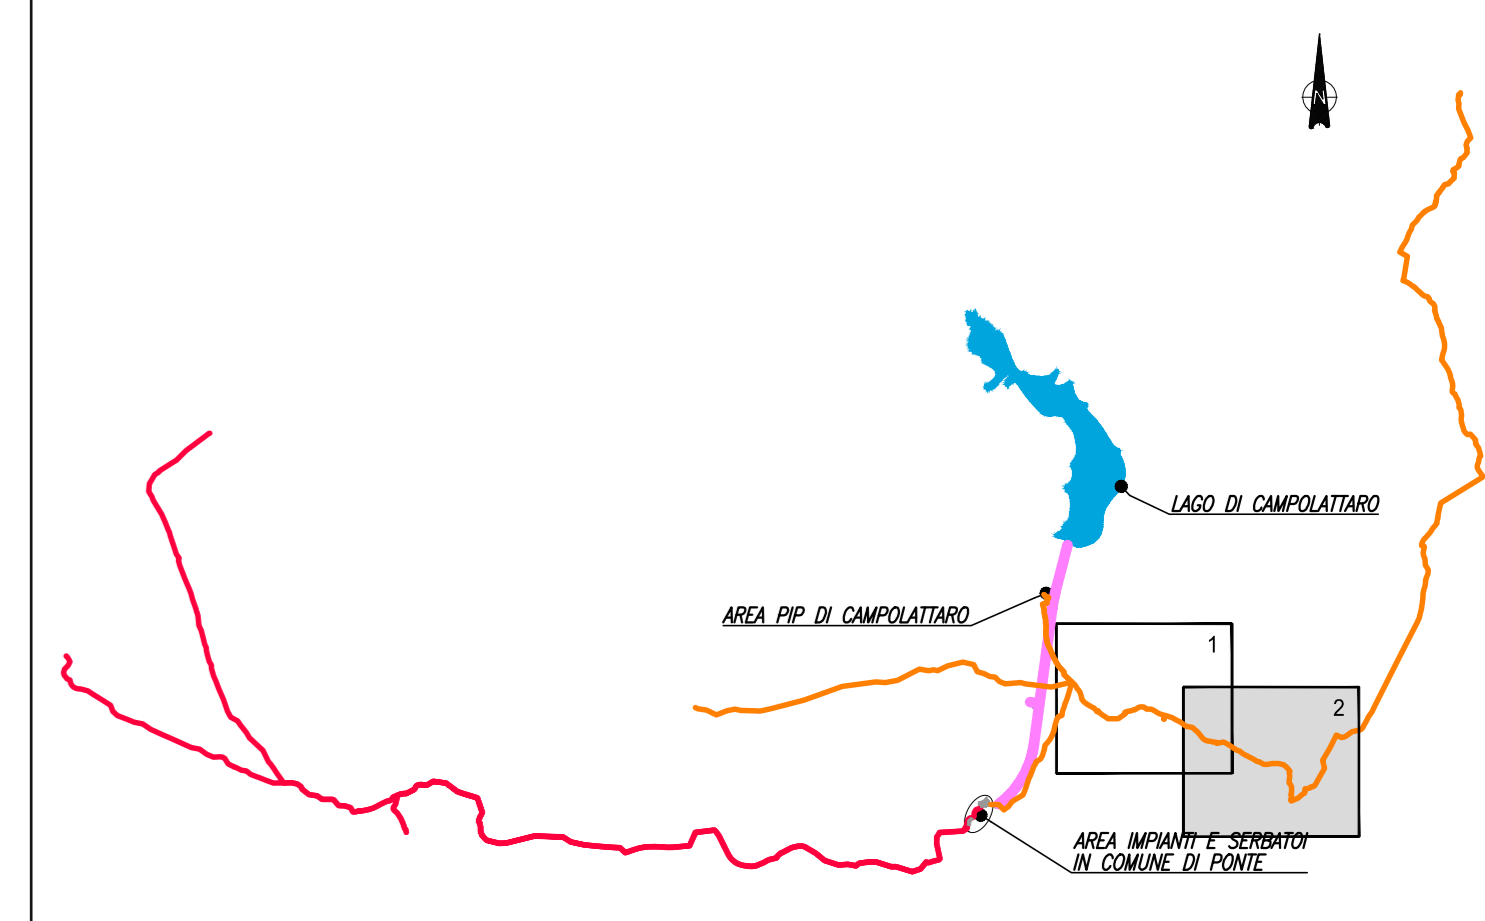 N
LAGO DI CAMPOLATTARO
AREA PIP DI CAMPOLATTARO
1
2
AREA IMPIANTI E SERBATOI
IN COMUNE DI PONTE